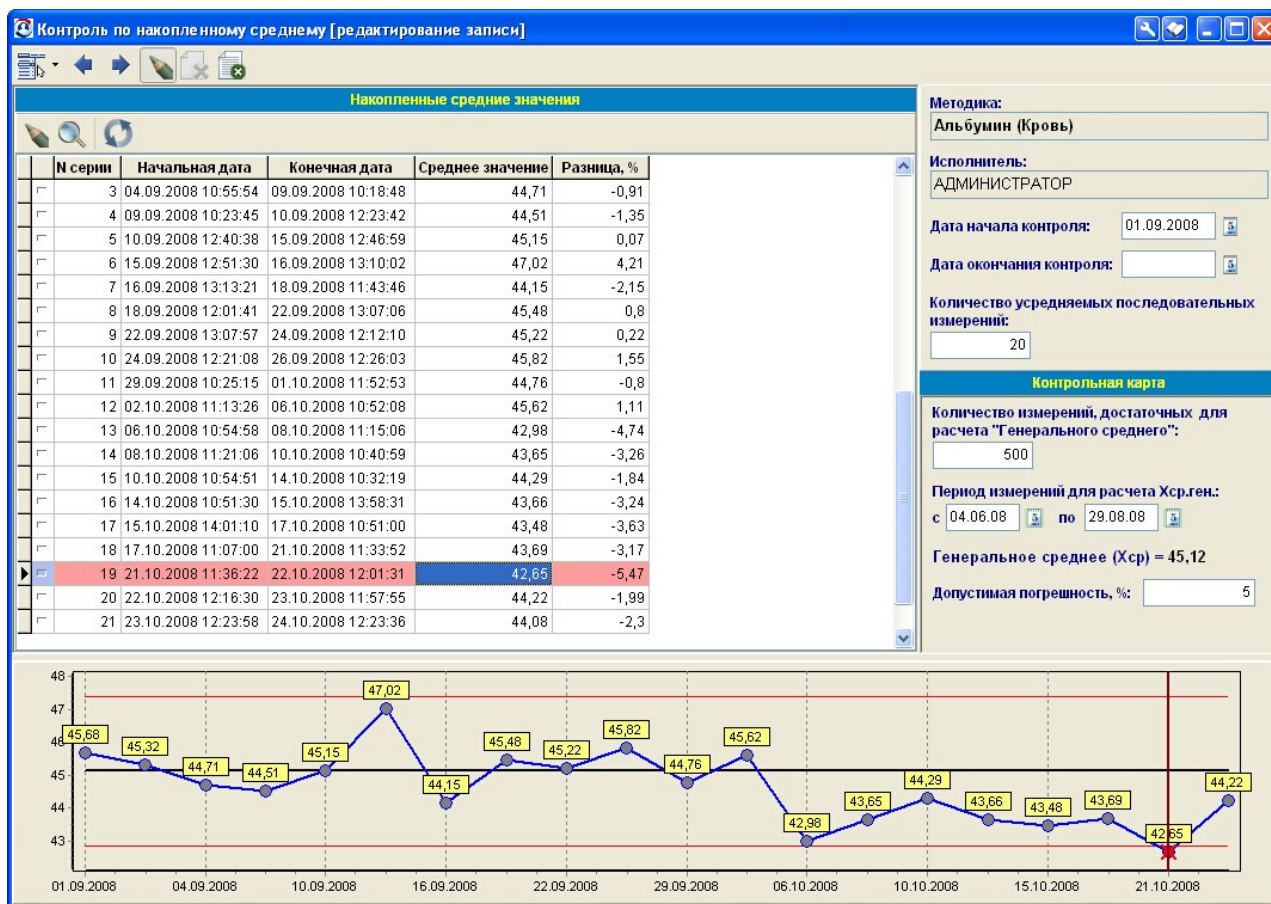 Контроль по накопленному среднему [редактирование записи]
Накопленные средние значения
N серии Начальная дата Конечная дата Среднее значение Разница, %
3 04.09.2008 10:55:54 09.09.2008 10:18:48 44,71 -0,91
4 09.09.2008 10:23:45 10.09.2008 12:23:42 44,51 -1,35
5 10.09.2008 12:40:38 15.09.2008 12:46:59 45,15 0,07
6 15.09.2008 12:51:30 16.09.2008 13:10:02 47,02 4,21
7 16.09.2008 13:13:21 18.09.2008 11:43:46 44,15 -2,15
8 18.09.2008 12:01:41 22.09.2008 13:07:06 45,48 0,8
9 22.09.2008 13:07:57 24.09.2008 12:12:10 45,22 0,22
10 24.09.2008 12:21:08 26.09.2008 12:26:03 45,82 1,55
11 29.09.2008 10:25:15 01.10.2008 11:52:53 44,76 -0,8
12 02.10.2008 11:13:26 06.10.2008 10:52:08 45,62 1,11
13 06.10.2008 10:54:58 08.10.2008 11:15:06 42,98 -4,74
14 08.10.2008 11:21:06 10.10.2008 10:40:59 43,65 -3,26
15 10.10.2008 10:54:51 14.10.2008 10:32:19 44,29 -1,84
16 14.10.2008 10:51:30 15.10.2008 13:58:31 43,66 -3,24
17 15.10.2008 14:01:10 17.10.2008 10:51:00 43,48 -3,63
18 17.10.2008 11:07:00 21.10.2008 11:33:52 43,69 -3,17
19 21.10.2008 11:36:22 22.10.2008 12:01:31 42,65 -5,47
20 22.10.2008 12:16:30 23.10.2008 11:57:55 44,22 -1,99
21 23.10.2008 12:23:58 24.10.2008 12:23:36 44,08 -2,3
Методика:
Альбумин (Кровь)
Исполнитель:
АДМИНИСТРАТОР
Дата начала контроля: 01.09.2008
Дата окончания контроля:
Количество усредняемых последовательных
измерений:
20
Контрольная карта
Количество измерений, достаточных для
расчета "Генерального среднего":
500
Период измерений для расчета Хср.ген.:
с 04.06.08 по 29.08.08
Генеральное среднее (Хср) = 45,12
Допустимая погрешность, %: 5
48
47
46
45
44
43
45,68
45,32
44,71
44,51
45,15
47,02
44,15
45,48
45,22
45,82
44,76
45,62
42,98
43,65
44,29
43,66
43,48
43,69
42,65
44,22
01.09.2008 04.09.2008 10.09.2008 16.09.2008 22.09.2008 29.09.2008 06.10.2008 10.10.2008 15.10.2008 21.10.2008